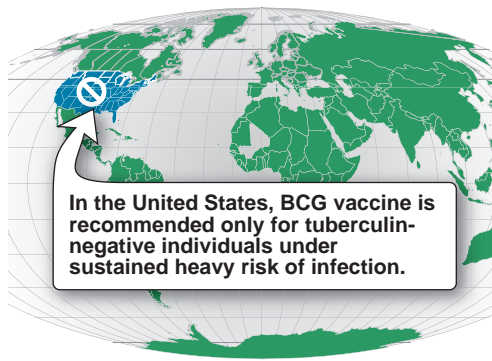 In the United States, BCG vaccine is
recommended only for tuberculin-
negative individuals under
sustained heavy risk of infection.